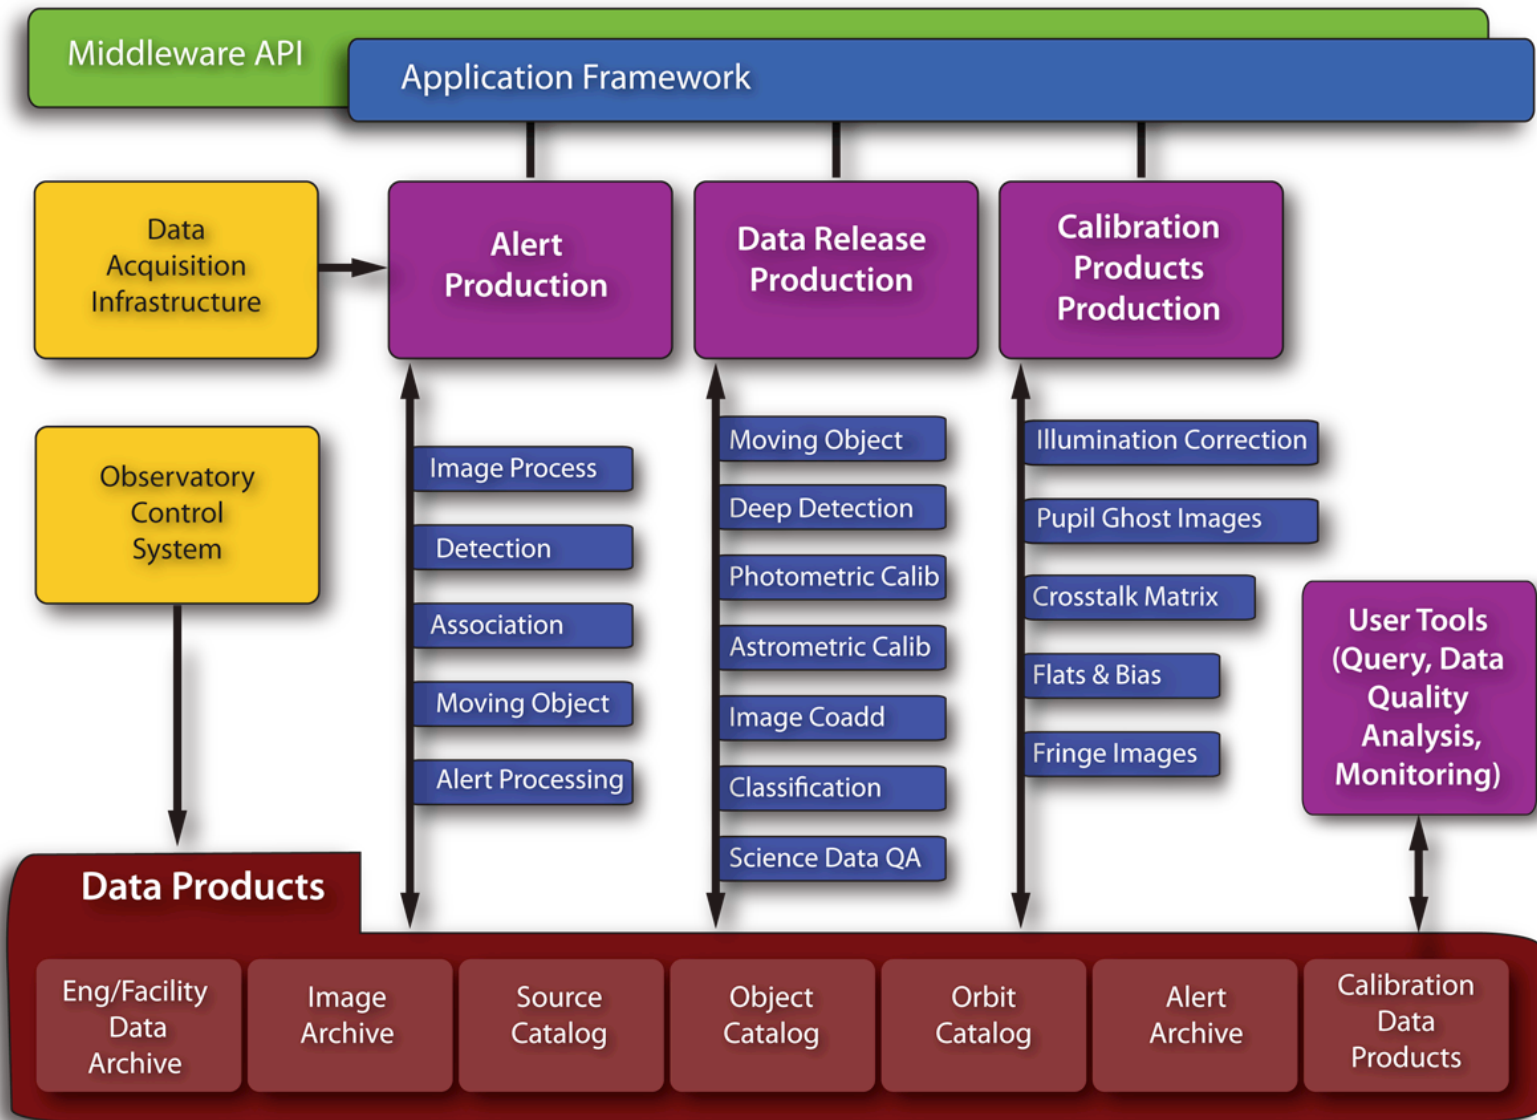 Middleware API
Application Framework
Data
Acquisition
Infrastructure
Alert
Production
Data Release
Production
Calibration
Products
Production
Observatory
Control
System
Image Process
Detection
Association
Moving Object
Alert Processing
Moving Object
Deep Detection
Photometric Calib
Astrometric Calib
Image Coadd
Classification
Science Data QA
Illumination Correction
Pupil Ghost Images
Crosstalk Matrix
Flats & Bias
Fringe Images
User Tools
(Query, Data
Quality
Analysis,
Monitoring)
Data Products
Eng/Facility
Data
Archive
Image
Archive
Source
Catalog
Object
Catalog
Orbit
Catalog
Alert
Archive
Calibration
Data
Products